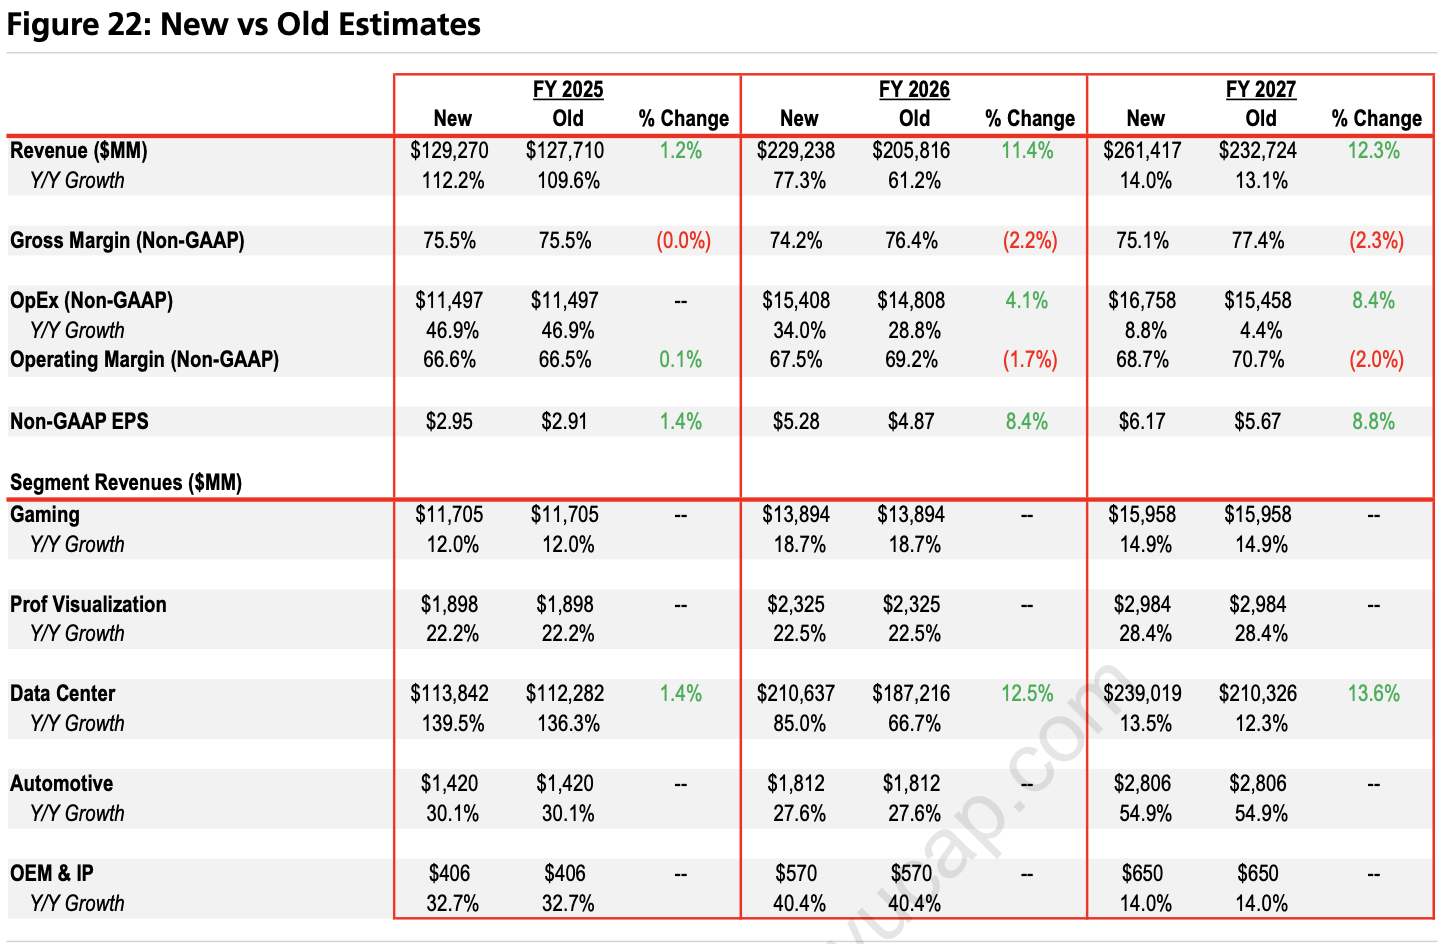 Figure 22: New vs Old Estimates
FY 2025 FY 2026 FY 2027
New Old % Change New Old % Change New Old % Change
Revenue ($MM) $129,270 $127,710 1.2% $229,238 $205,816 11.4% $261,417 $232,724 12.3%
Y/Y Growth 112.2% 109.6% 77.3% 61.2% 14.0% 13.1%
Gross Margin (Non-GAAP) 75.5% 75.5% (0.0%) 74.2% 76.4% (2.2%) 75.1% 77.4% (2.3%)
OpEx (Non-GAAP) $11,497 $11,497 -- $15,408 $14,808 4.1% $16,758 $15,458 8.4%
Y/Y Growth 46.9% 46.9% 34.0% 28.8% 8.8% 4.4%
Operating Margin (Non-GAAP) 66.6% 66.5% 0.1% 67.5% 69.2% (1.7%) 68.7% 70.7% (2.0%)
Non-GAAP EPS $2.95 $2.91 1.4% $5.28 $4.87 8.4% $6.17 $5.67 8.8%
Segment Revenues ($MM)
Gaming $11,705 $11,705 -- $13,894 $13,894 -- $15,958 $15,958 --
Y/Y Growth 12.0% 12.0% 18.7% 18.7% 14.9% 14.9%
Prof Visualization $1,898 $1,898 -- $2,325 $2,325 -- $2,984 $2,984 --
Y/Y Growth 22.2% 22.2% 22.5% 22.5% 28.4% 28.4%
Data Center $113,842 $112,282 1.4% $210,637 $187,216 12.5% $239,019 $210,326 13.6%
Y/Y Growth 139.5% 136.3% 85.0% 66.7% 13.5% 12.3%
Automotive $1,420 $1,420 -- $1,812 $1,812 -- $2,806 $2,806 --
Y/Y Growth 30.1% 30.1% 27.6% 27.6% 54.9% 54.9%
OEM & IP $406 $406 -- $570 $570 -- $650 $650 --
Y/Y Growth 32.7% 32.7% 40.4% 40.4% 14.0% 14.0%
yucap.com